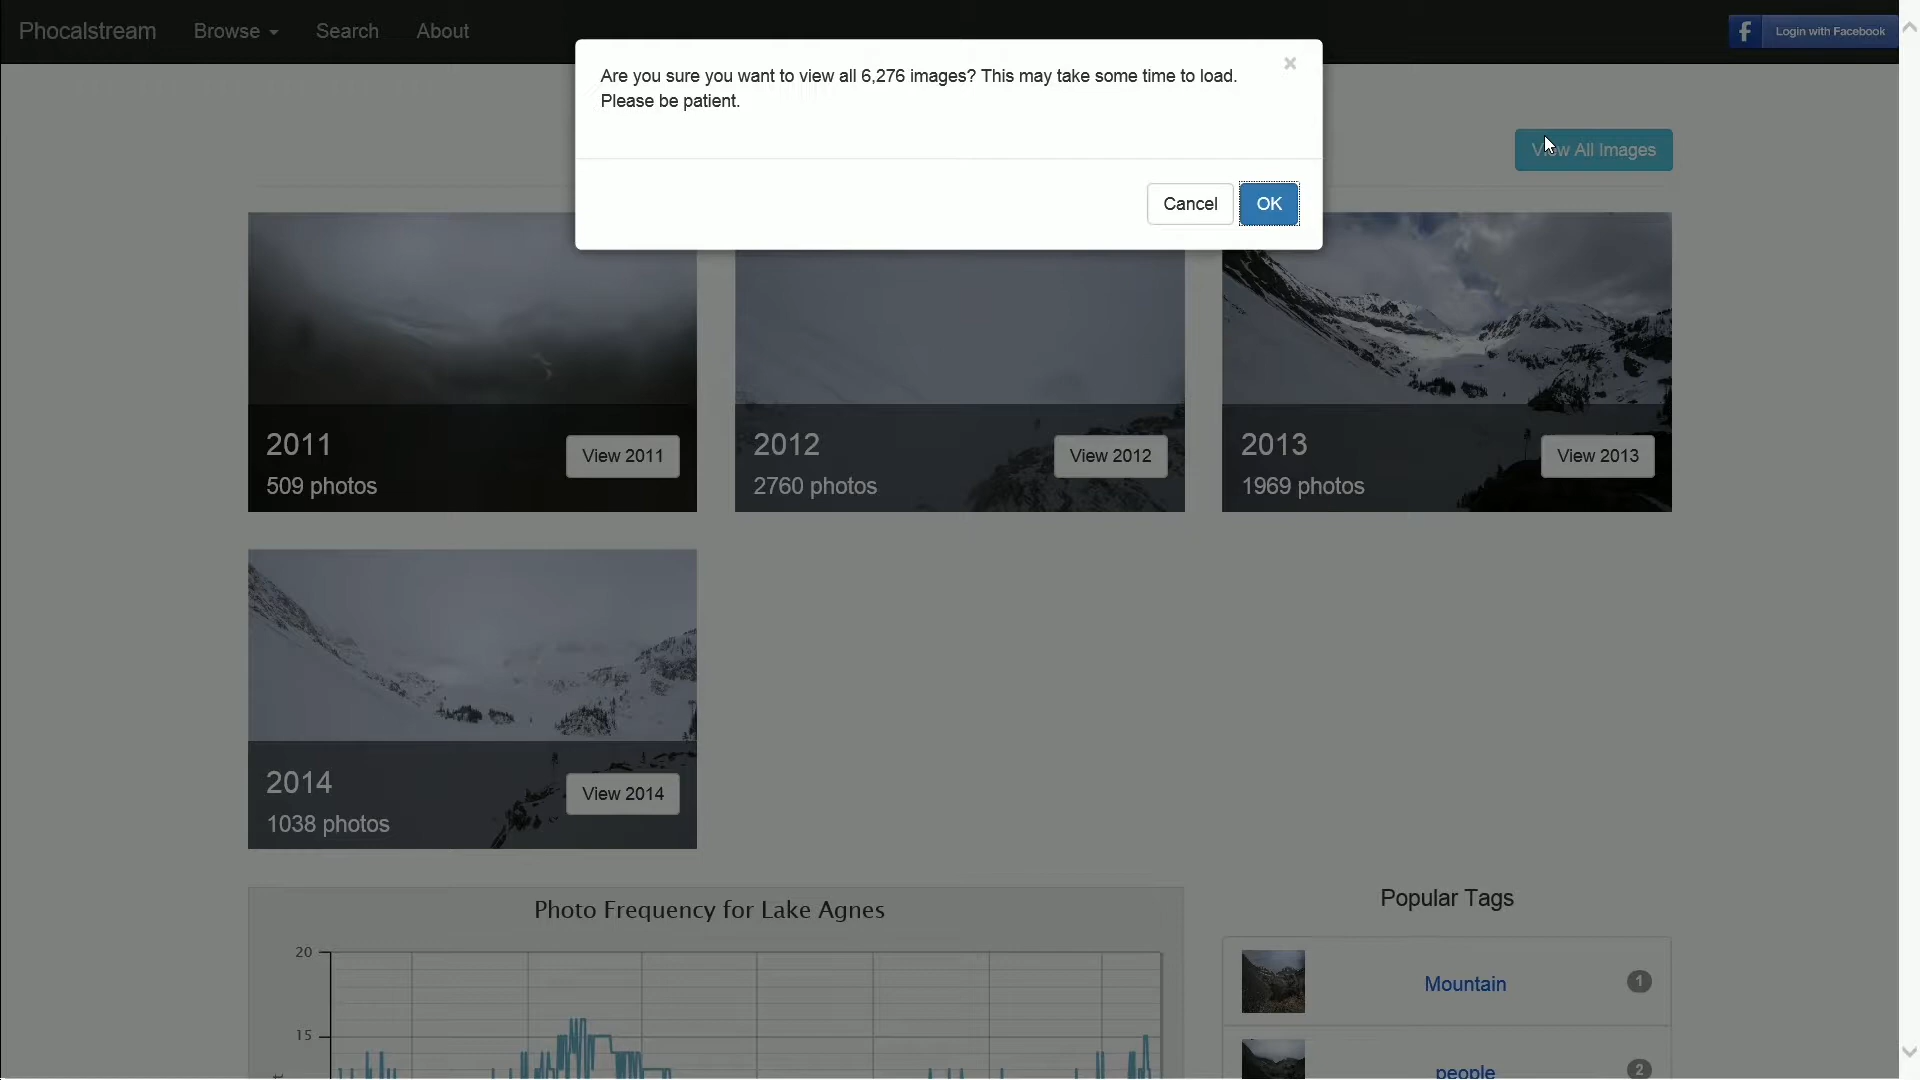 Phocalstream Browse Search About
f Login with Facebook
Are you sure you want to view all 6,276 images? This may take some time to load.
Please be patient.
×
Cancel OK
View All Images
2011
509 photos
View 2011
2012
2760 photos
View 2012
2013
1969 photos
View 2013
2014
1038 photos
View 2014
Photo Frequency for Lake Agnes
20
15
Popular Tags
Mountain 1
people 2